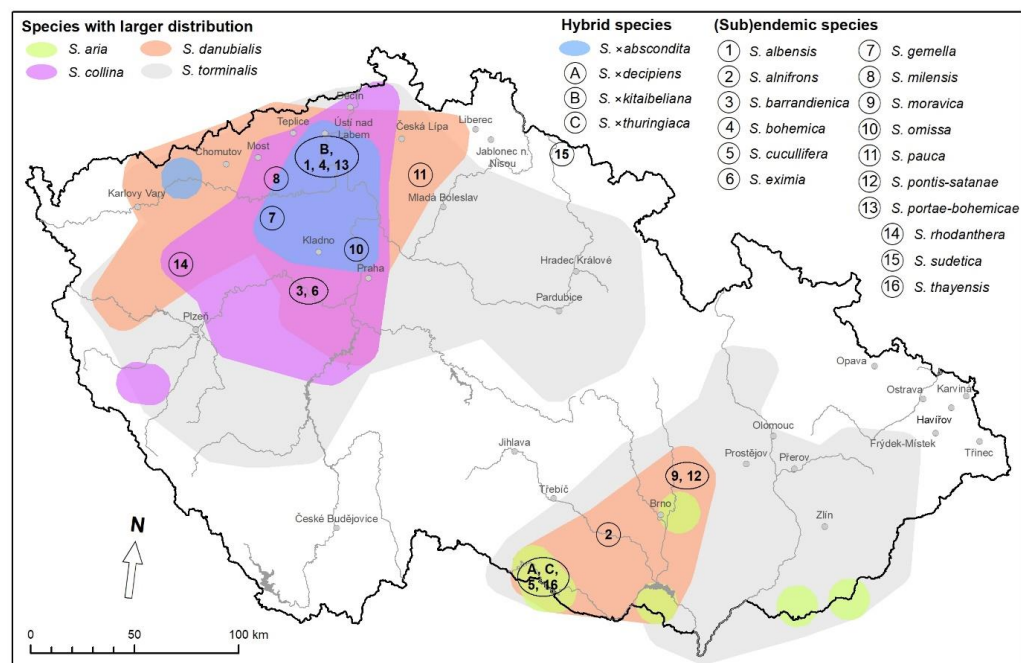 Species with larger distribution
S. aria
S. danubialis
S. collina
S. torminalis
Hybrid species
S. ×abscondita
A S. ×decipiens
B S. ×kitaibeliana
C S. ×thuringiaca
(Sub)endemic species
1 S. albensis
2 S. alnifrons
3 S. barrandienica
4 S. bohemica
5 S. cucullifera
6 S. eximia
7 S. gemella
8 S. milensis
9 S. moravica
10 S. omissa
11 S. pauca
12 S. pontis-satanae
13 S. portae-bohemicae
14 S. rhodanthera
15 S. sudetica
16 S. thayensis
Děčín
Teplice
Ústí nad
Labem
Česká Lípa
Liberec
Jablonec n.
Nisou
15
Chomutov
Most
B,
1, 4, 13
8
11
Karlovy Vary
Mladá Boleslav
7
Kladno
10
14
Praha
Hradec Králové
3, 6
Pardubice
Plzeň
Opava
Ostrava
Karviná
Havířov
Frýdek-Místek
Třinec
Olomouc
Jihlava
Prostějov
Přerov
9, 12
Třebíč
Brno
Zlín
České Budějovice
2
A, C,
5, 16
N
0 50 100 km